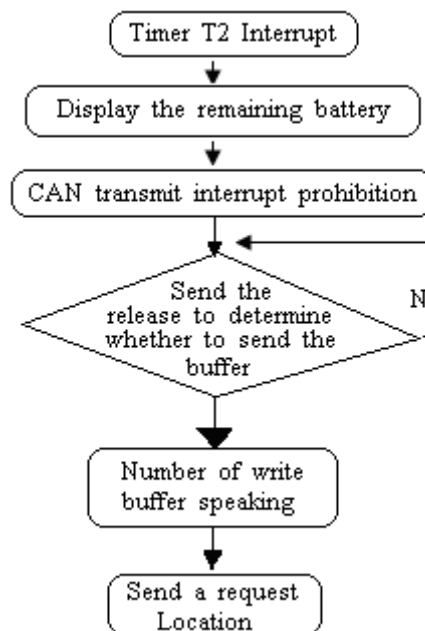 Timer T2 Interrupt
Display the remaining battery
CAN transmit interrupt prohibition
Send the
release to determine
whether to send the
buffer
N
Number of write
buffer speaking
Send a request
Location